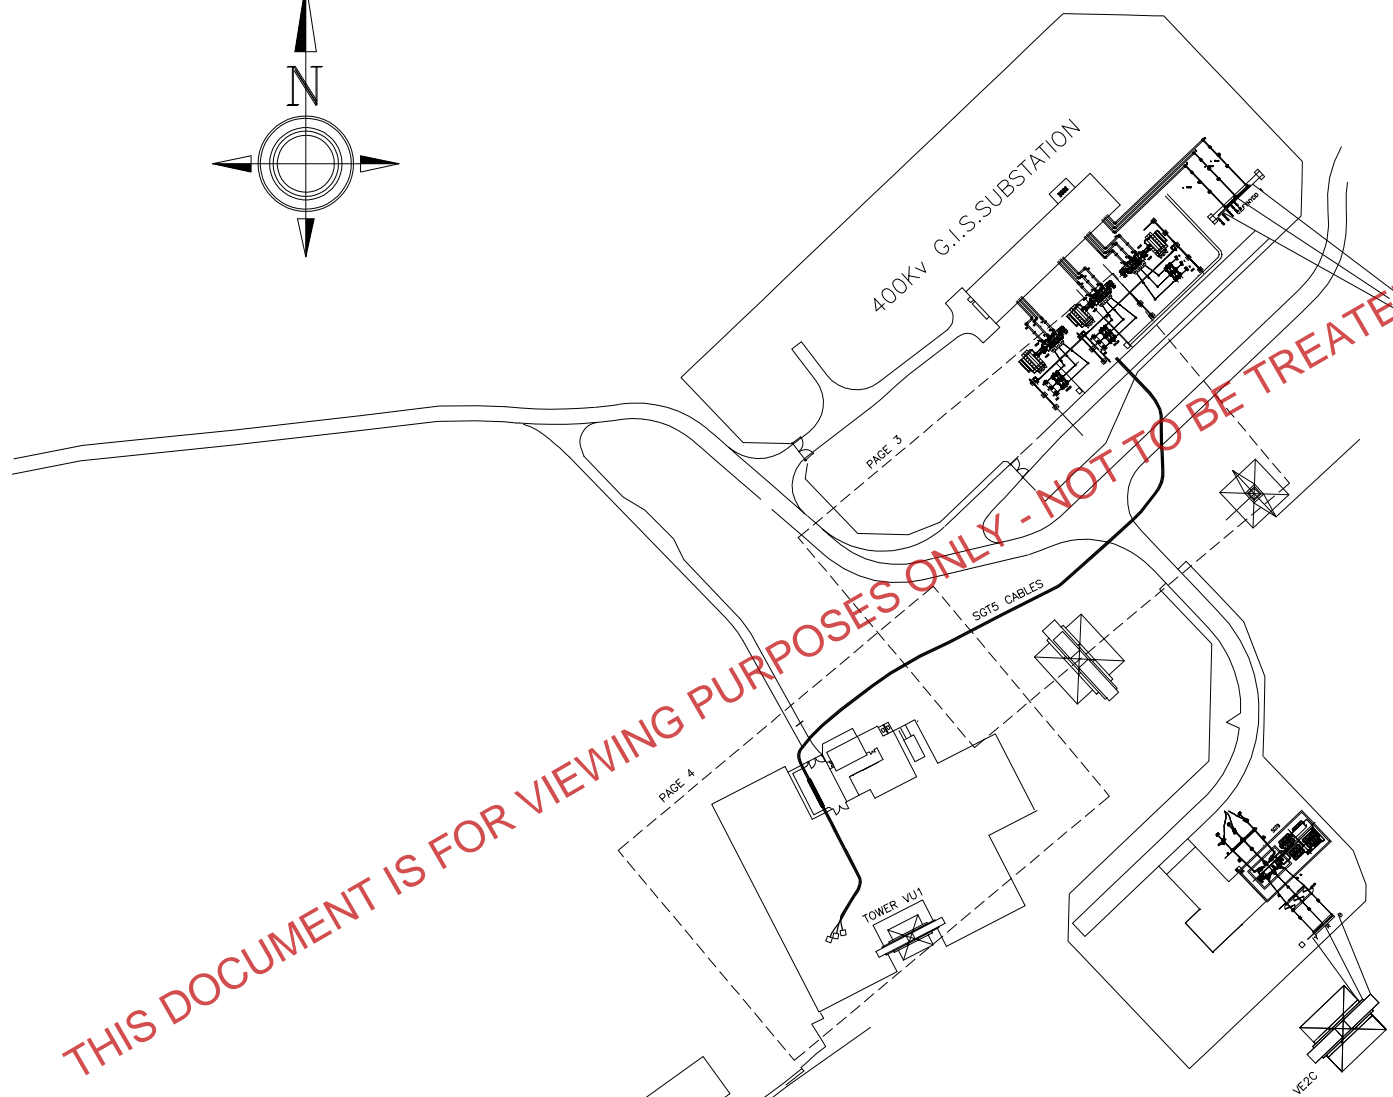 N
400Kv G.I.S.SUBSTATION
PAGE 3
SGT5 CABLES
PAGE 4
TOWER VU1
VE2C
THIS DOCUMENT IS FOR VIEWING PURPOSES ONLY - NOT TO BE TREATE